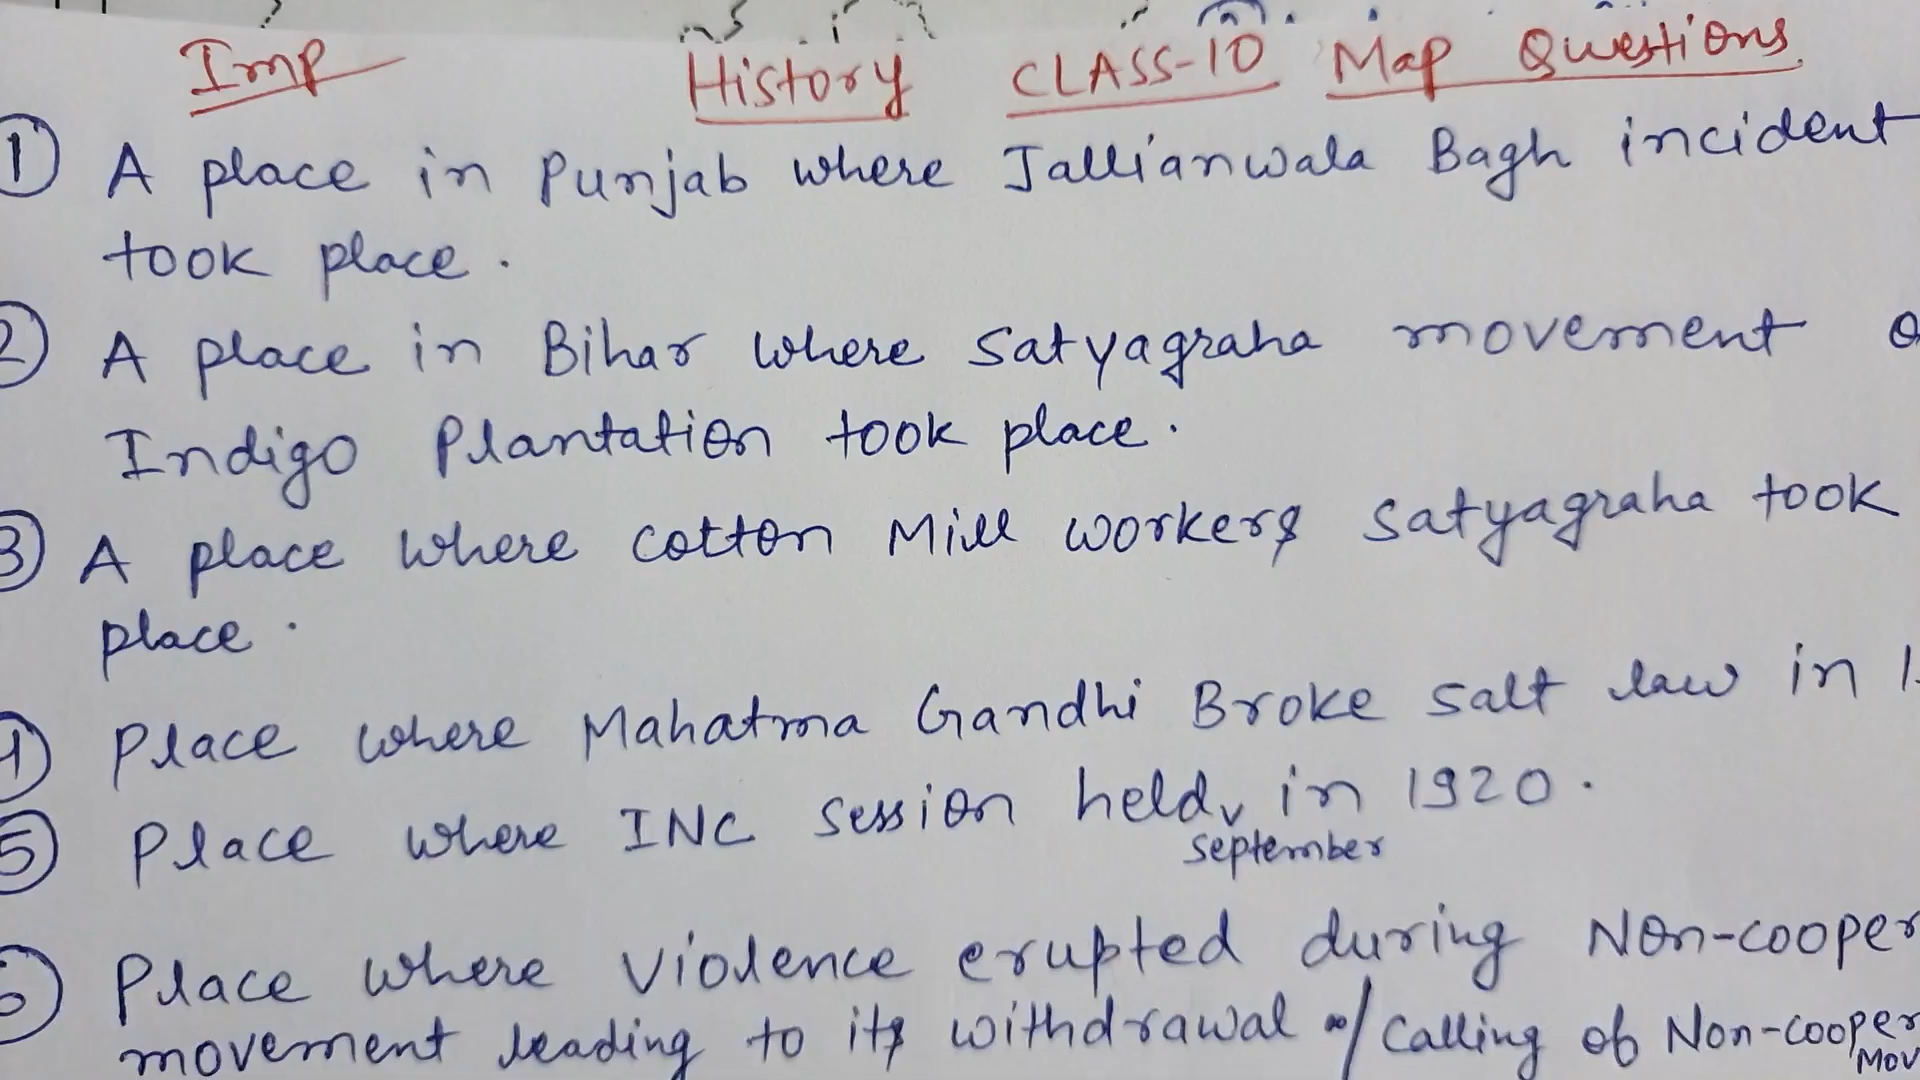 Imp History CLASS-10 Map Questions
① A place in Punjab where Jallianwala Bagh incident
took place.
② A place in Bihar where Satyagraha movement
Indigo Plantation took place.
③ A place where cotton Mill workers Satyagraha took
place.
④ Place where Mahatma Gandhi Broke salt law in
⑤ Place where INC session held in 1920.
September
⑥ Place where violence erupted during Non-cooper
movement leading to its withdrawal / Calling of Non-cooper
Mov